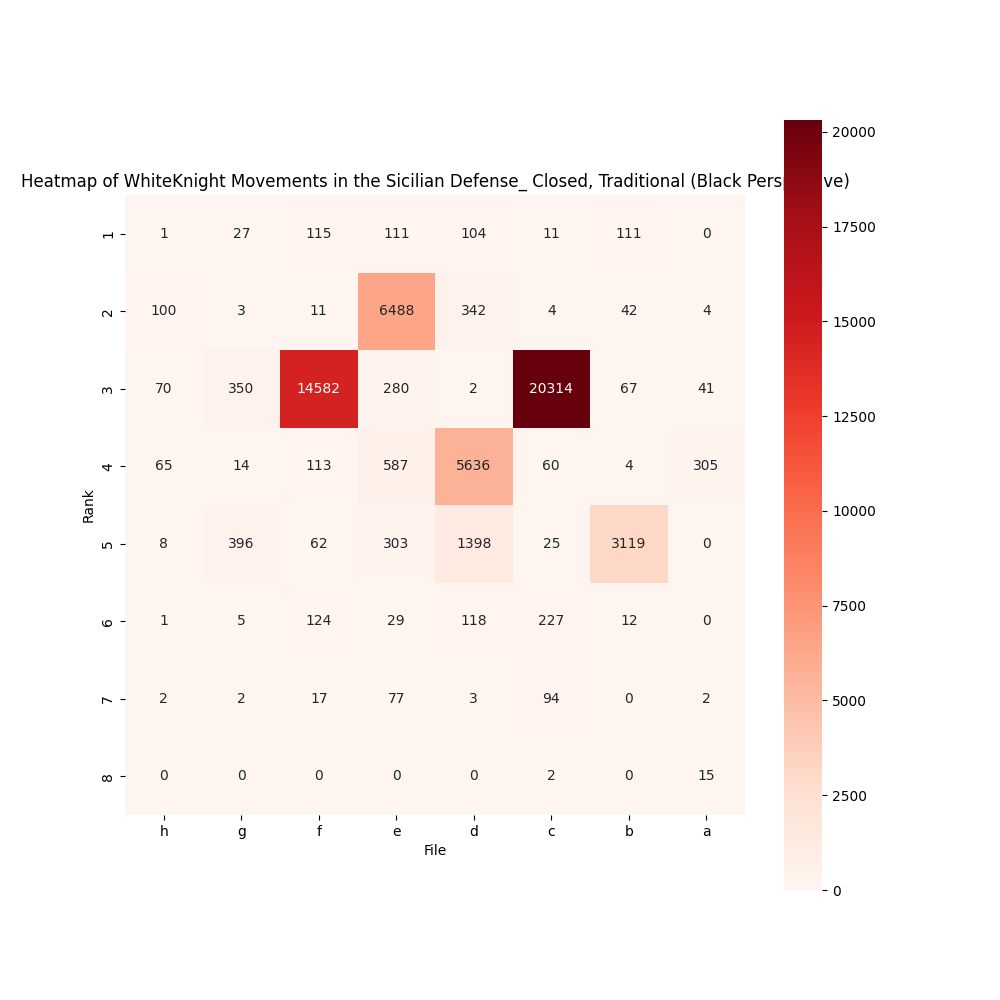 20000
Heatmap of WhiteKnight Movements in the Sicilian Defense_ Closed, Traditional (Black Pers ve)
17500
1 1 27 115 111 104 11 111 0
15000
2 100 3 11 6488 342 4 42 4
12500
3 70 350 14582 280 2 20314 67 41
10000
4 65 14 113 587 5636 60 4 305
Rank
7500
5 8 396 62 303 1398 25 3119 0
5000
6 1 5 124 29 118 227 12 0
7 2 2 17 77 3 94 0 2
2500
8 0 0 0 0 0 2 0 15
h g f e d c b a
File
0